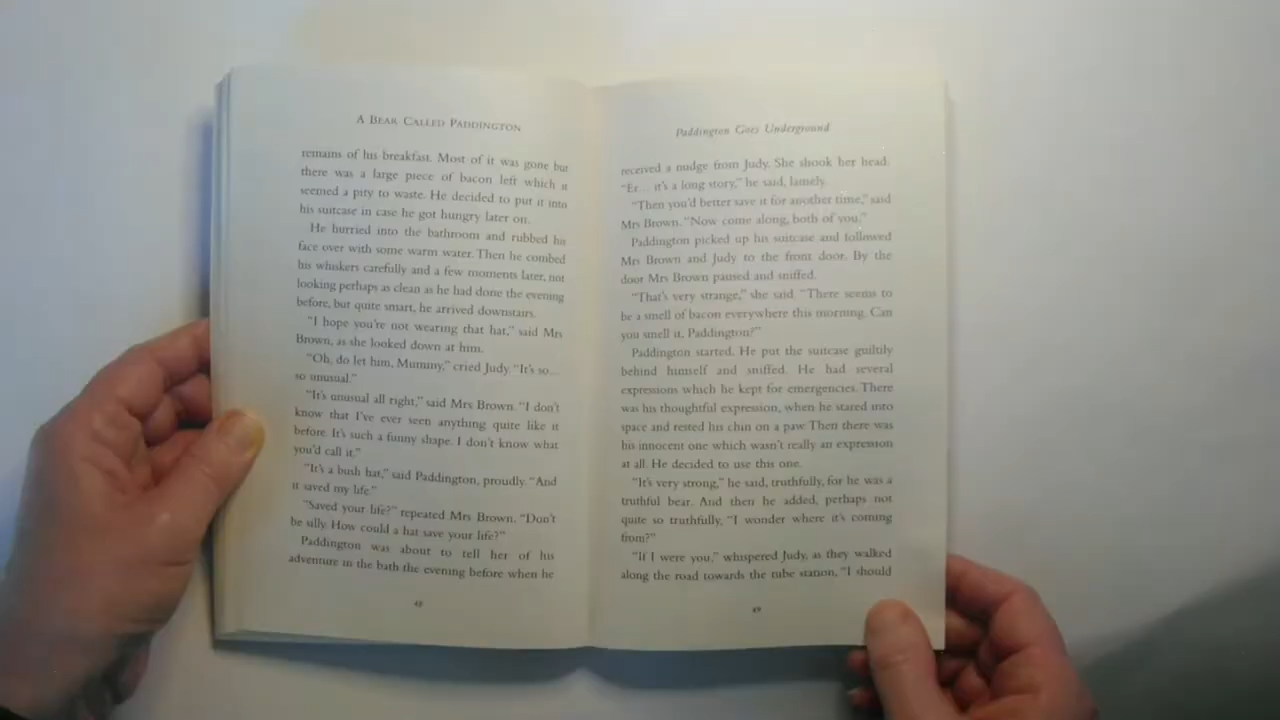 A BEAR CALLED PADDINGTON
remains of his breakfast. Most of it was gone but
there was a large piece of bacon left which it
seemed a pity to waste. He decided to put it into
his suitcase in case he got hungry later on.
He hurried into the bathroom and rubbed his
face over with some warm water. Then he combed
his whiskers carefully and a few moments later, not
looking perhaps as clean as he had done the evening
before, but quite smart, he arrived downstairs.
“I hope you're not wearing that hat,” said Mrs
Brown, as she looked down at him.
“Oh, do let him, Mummy,” cried Judy. “It's so...
so unusual.”
“It's unusual all right,” said Mrs Brown. “I don't
know that I've ever seen anything quite like it
before. It's such a funny shape. I don't know what
you'd call it.”
“It's a bush hat,” said Paddington, proudly. “And
it saved my life.”
“Saved your life?” repeated Mrs Brown. “Don't
be silly. How could a hat save your life?”
Paddington was about to tell her of his
adventure in the bath the evening before when he
48
Paddington Goes Underground
received a nudge from Judy. She shook her head.
“Er... it's a long story,” he said, lamely.
“Then you'd better save it for another time,” said
Mrs Brown. “Now come along, both of you.”
Paddington picked up his suitcase and followed
Mrs Brown and Judy to the front door. By the
door Mrs Brown paused and sniffed.
“That's very strange,” she said. “There seems to
be a smell of bacon everywhere this morning. Can
you smell it, Paddington?”
Paddington started. He put the suitcase guiltily
behind himself and sniffed. He had several
expressions which he kept for emergencies. There
was his thoughtful expression, when he stared into
space and rested his chin on a paw. Then there was
his innocent one which wasn't really an expression
at all. He decided to use this one.
“It's very strong,” he said, truthfully, for he was a
truthful bear. And then he added, perhaps not
quite so truthfully, “I wonder where it's coming
from?”
“If I were you,” whispered Judy, as they walked
along the road towards the tube station, “I should
49